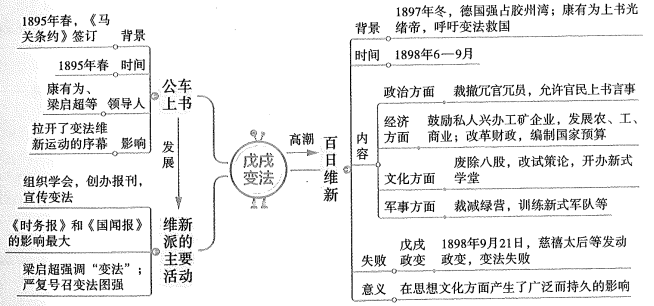 1895年春，《马
关条约》签订
背景
1895年春
时间
康有为、
梁启超等
领导人
拉开了变法维
新运动的序幕
影响
公车
上书
发展
组织学会，创办报刊，
宣传变法
《时务报》和《国闻报》
的影响最大
梁启超强调“变法”；
严复号召变法图强
维新
派的
主要
活动
戊戌
变法
高潮
百日维新
背景
1897年冬，德国强占胶州湾；康有为上书光
绪帝，呼吁变法救国
时间
1898年6—9月
内容
政治方面
裁撤冗官冗员，允许官民上书言事
经济
方面
鼓励私人兴办工矿企业，发展农、工、
商业；改革财政，编制国家预算
文化方面
废除八股，改试策论，开办新式
学堂
军事方面
裁减绿营，训练新式军队等
失败
戊戌
政变
1898年9月21日，慈禧太后等发动
政变，变法失败
意义
在思想文化方面产生了广泛而持久的影响